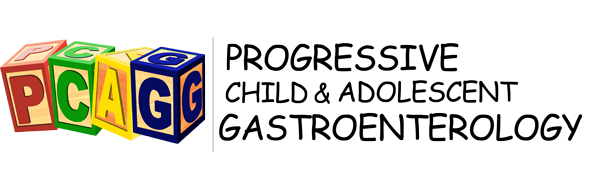 PCAGG
PROGRESSIVE
CHILD & ADOLESCENT
GASTROENTEROLOGY